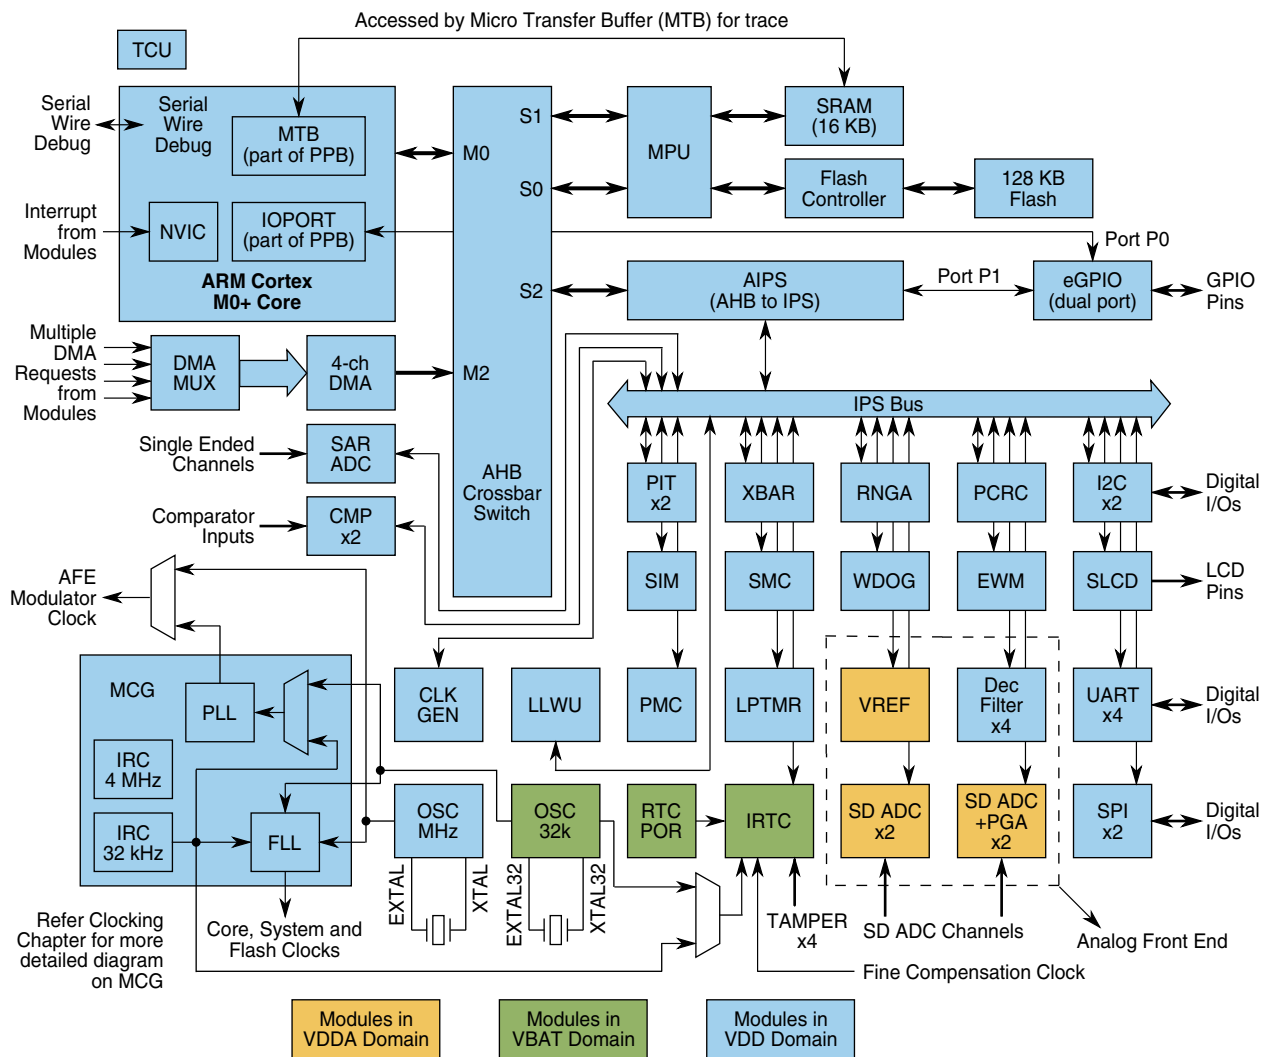 Accessed by Micro Transfer Buffer (MTB) for trace
TCU
Serial
Wire
Debug
Serial
Wire
Debug
MTB
(part of PPB)
M0
S1
MPU
SRAM
(16 KB)
S0
Flash
Controller
128 KB
Flash
Interrupt
from
Modules
NVIC
IOPORT
(part of PPB)
ARM Cortex
M0+ Core
Port P0
S2
AIPS
(AHB to IPS)
Port P1
eGPIO
(dual port)
GPIO
Pins
Multiple
DMA
Requests
from
Modules
DMA
MUX
4-ch
DMA
M2
IPS Bus
Single Ended
Channels
SAR
ADC
AHB
Crossbar
Switch
PIT
x2
XBAR
RNGA
PCRC
I2C
x2
Digital
I/Os
Comparator
Inputs
CMP
x2
AFE
Modulator
Clock
SIM
SMC
WDOG
EWM
SLCD
LCD
Pins
MCG
PLL
IRC
4 MHz
IRC
32 kHz
FLL
CLK
GEN
LLWU
PMC
LPTMR
VREF
Dec
Filter
x4
UART
x4
Digital
I/Os
OSC
MHz
OSC
32k
RTC
POR
IRTC
SD ADC
x2
SD ADC
+PGA
x2
SPI
x2
Digital
I/Os
EXTAL
XTAL
EXTAL32
XTAL32
Refer Clocking
Chapter for more
detailed diagram
on MCG
Core, System and
Flash Clocks
TAMPER
x4
SD ADC Channels
Analog Front End
Fine Compensation Clock
Modules in
VDDA Domain
Modules in
VBAT Domain
Modules in
VDD Domain